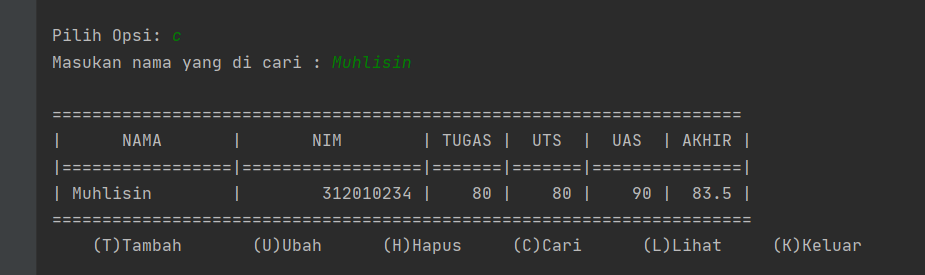 Pilih Opsi: c
Masukan nama yang di cari : Muhlisin
=====================================================================
|      NAMA       |       NIM        | TUGAS |  UTS  |  UAS  | AKHIR |
|=================|==================|=======|=======|===============|
| Muhlisin        |        312010234 |    80 |    80 |    90 |  83.5 |
======================================================================
(T)Tambah       (U)Ubah      (H)Hapus     (C)Cari      (L)Lihat     (K)Keluar